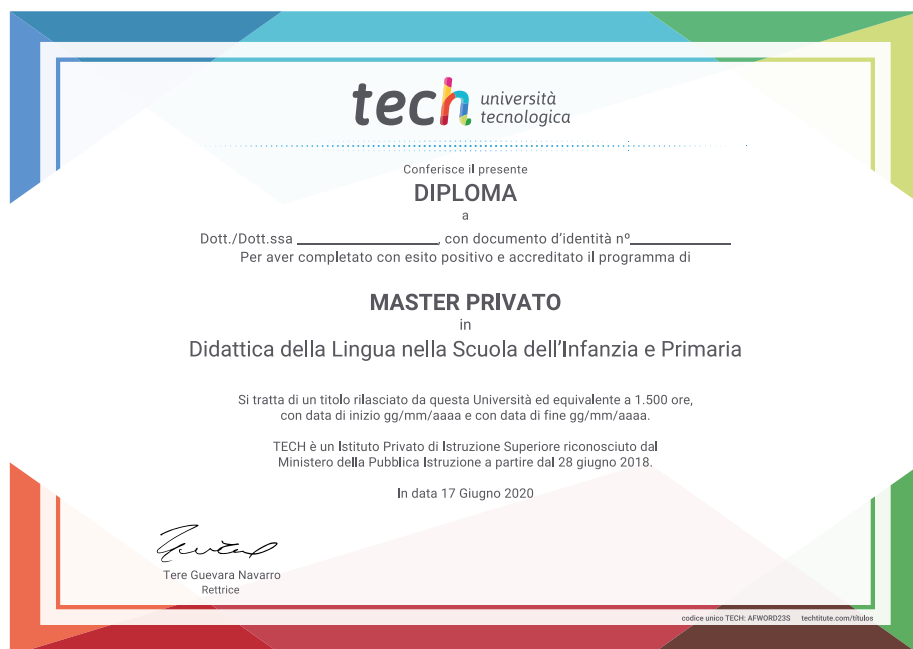 tech università
tecnologica
Conferisce il presente
DIPLOMA
a
Dott./Dott.ssa ____________________, con documento d'identità nº______________
Per aver completato con esito positivo e accreditato il programma di
MASTER PRIVATO
in
Didattica della Lingua nella Scuola dell'Infanzia e Primaria
Si tratta di un titolo rilasciato da questa Università ed equivalente a 1.500 ore,
con data di inizio gg/mm/aaaa e con data di fine gg/mm/aaaa.
TECH è un Istituto Privato di Istruzione Superiore riconosciuto dal
Ministero della Pubblica Istruzione a partire dal 28 giugno 2018.
In data 17 Giugno 2020
Tere Guevara Navarro
Rettrice
codice unico TECH: AFWORD23S techtitute.com/títulos